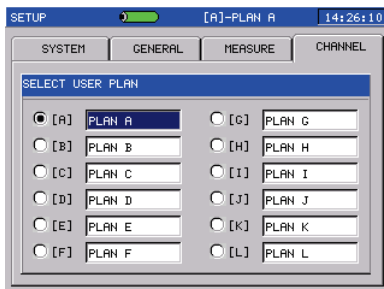 SETUP [A]-PLAN A 14:26:10
SYSTEM GENERAL MEASURE CHANNEL
SELECT USER PLAN
[A] PLAN A [G] PLAN G
[B] PLAN B [H] PLAN H
[C] PLAN C [I] PLAN I
[D] PLAN D [J] PLAN J
[E] PLAN E [K] PLAN K
[F] PLAN F [L] PLAN L